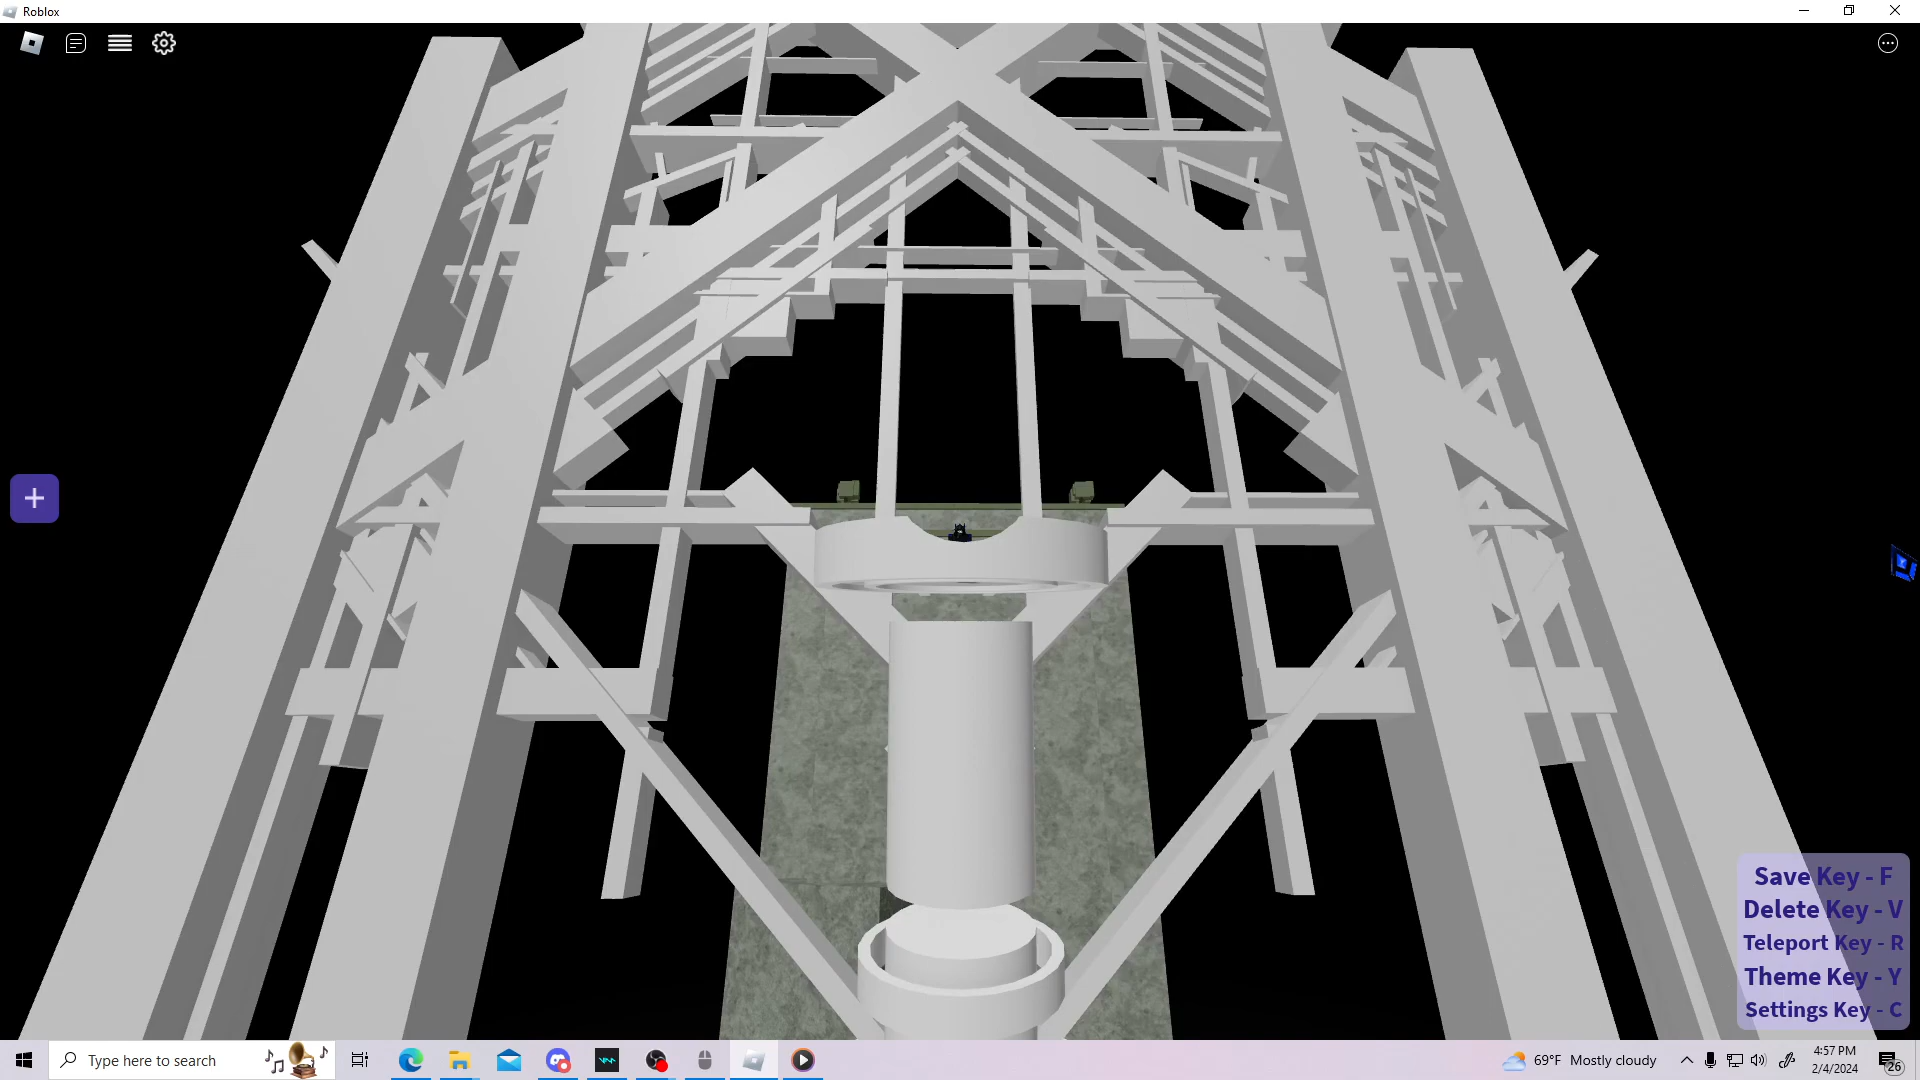 Roblox
Save Key - F
Delete Key - V
Teleport Key - R
Theme Key - Y
Settings Key - C
Type here to search
69°F Mostly cloudy
4:57 PM
2/4/2024
26